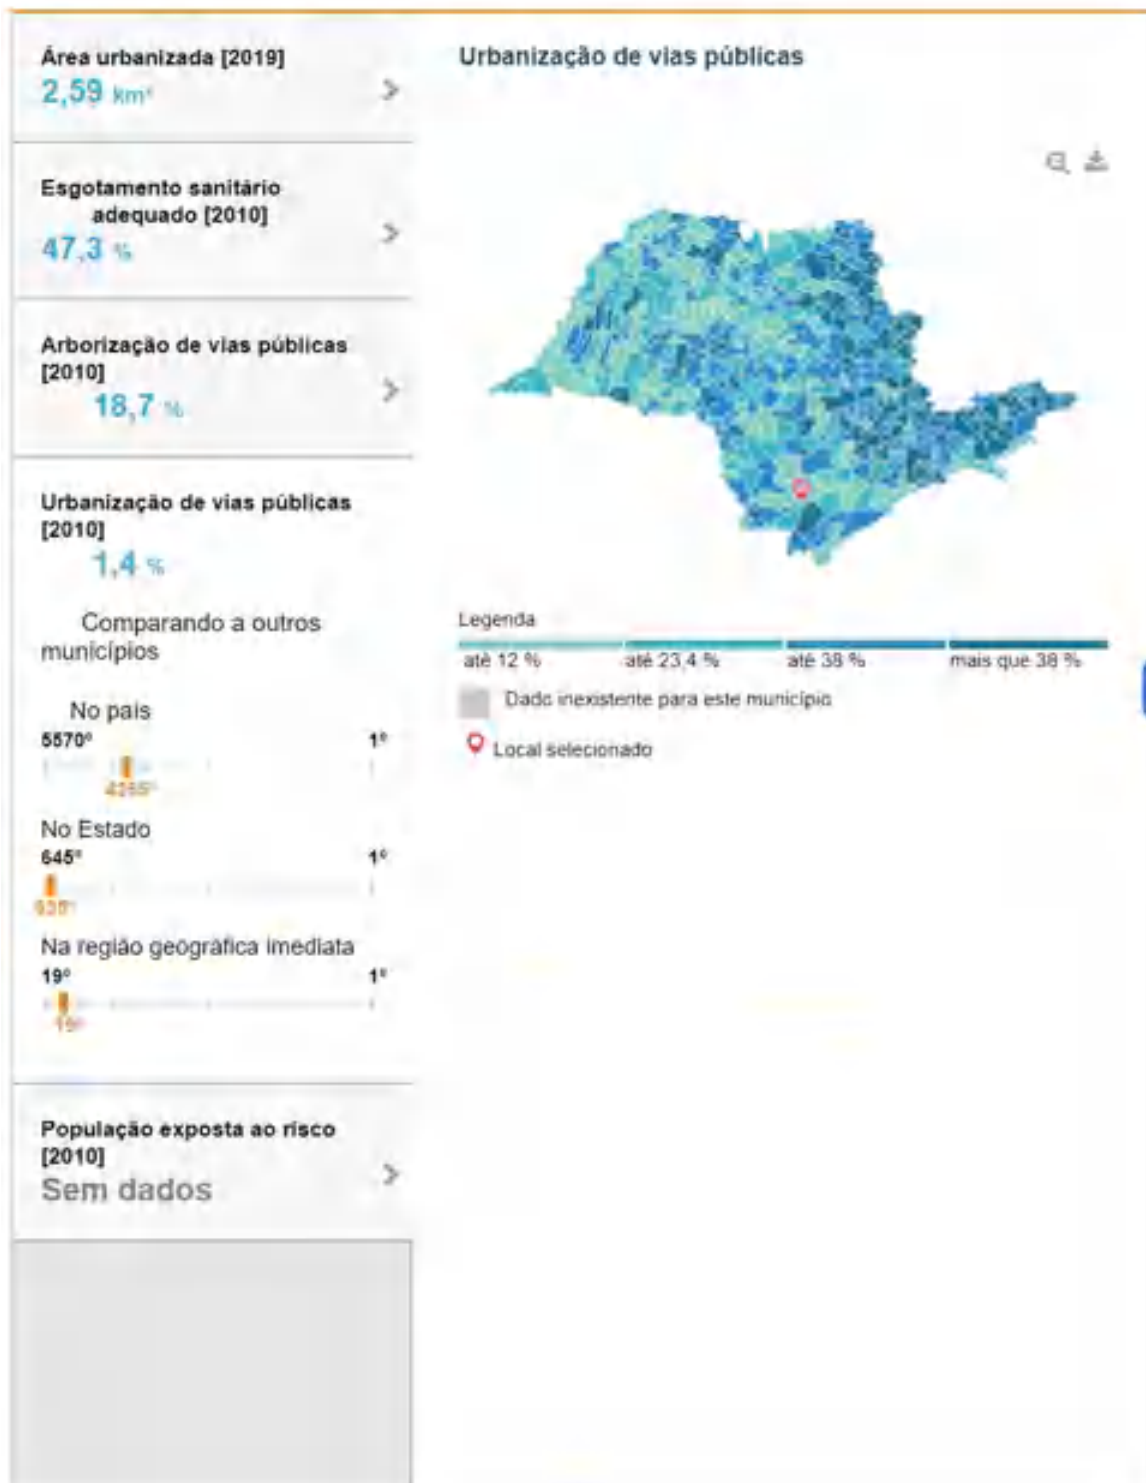 Área urbanizada [2019]
2,59 km²
Esgotamento sanitário
adequado [2010]
47,3 %
Arborização de vias públicas
[2010]
18,7 %
Urbanização de vias públicas
[2010]
1,4 %
Comparando a outros
municípios
No pais
5570º 1º
No Estado
645º 1º
Na região geográfica imediata
19º 1º
19º
População exposta ao risco
[2010]
Sem dados
Urbanização de vias públicas
Legenda
até 12 % até 23,4 % até 38 % mais que 38 %
Dado inexistente para este município
Local selecionado